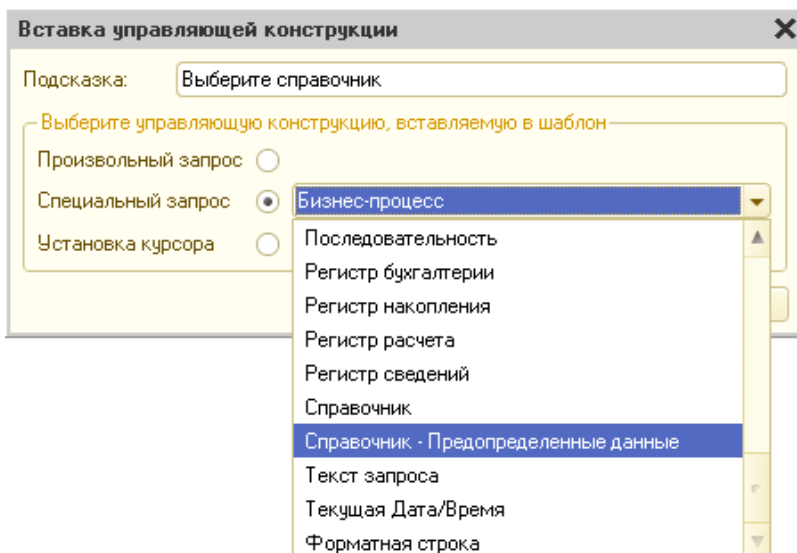 Вставка управляющей конструкции
Подсказка: Выберите справочник
Выберите управляющую конструкцию, вставляемую в шаблон
Произвольный запрос
Специальный запрос Бизнес-процесс
Установка курсора
Последовательность
Регистр бухгалтерии
Регистр накопления
Регистр расчета
Регистр сведений
Справочник
Справочник - Предопределенные данные
Текст запроса
Текущая Дата/Время
Форматная строка